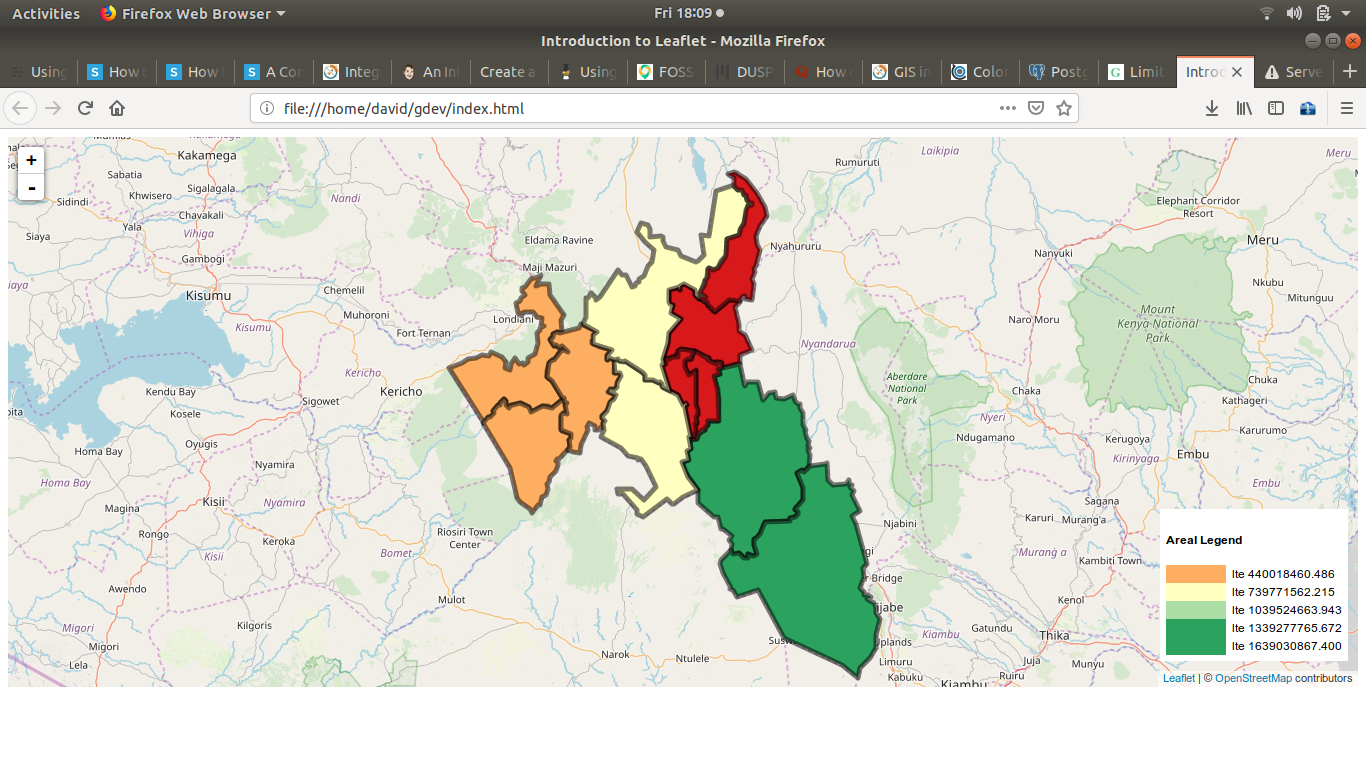 Activities Firefox Web Browser Fri 18:09
Introduction to Leaflet - Mozilla Firefox
Using How t How t A Con Integ An Int Create a Using FOSS DUSP How GIS in Color Postg Limit Introd Serve
file:///home/david/gdev/index.html
+
-
Kakamega
Sabatia
Khwisero
Sigalagala
Sidindi
Chavakali
Yala
Vihiga
Siaya
Gambogi
Nandi
Eldama Ravine
Maji Mazuri
Kisumu
Chemelil
Muhoroni
Londiani
Fort Ternan
Kisumu
Kericho
Kendu Bay
Kericho
Sigowet
Kosele
Oyugis
Homa Bay
Nyamira
Homa Bay
Kisii
Nyamira
Magina
Rongo
Kisii
Keroka
Riosiri Town
Center
Bomet
Awendo
Mulot
Migori
Kilgoris
Migori
Lela
Narok
Ntulele
Rumuruti
Laikipia
Meru
Elephant Corridor
Resort
Nyahururu
Nanyuki
Meru
Nkubu
Mitunguu
Mount
Kenya National
Park
Naro Moru
Nyandarua
Aberdare
National
Park
Chaka
Chuka
Kathageri
Nyeri
Ndugamano
Kerugoya
Karurumo
Kirinyaga
Embu
Embu
Sagana
Karuri
Murang'a
Njabini
Murang a
Kambiti Town
er Bridge
Kenol
ijabe
Gatundu
Thika
Uplands
Kiambu
Limuru
Juja
Munyu
Kabuku
Ruiru
Kiambu
Areal Legend
lte 440018460.486
lte 739771562.215
lte 1039524663.943
lte 1339277765.672
lte 1639030867.400
Leaflet | © OpenStreetMap contributors